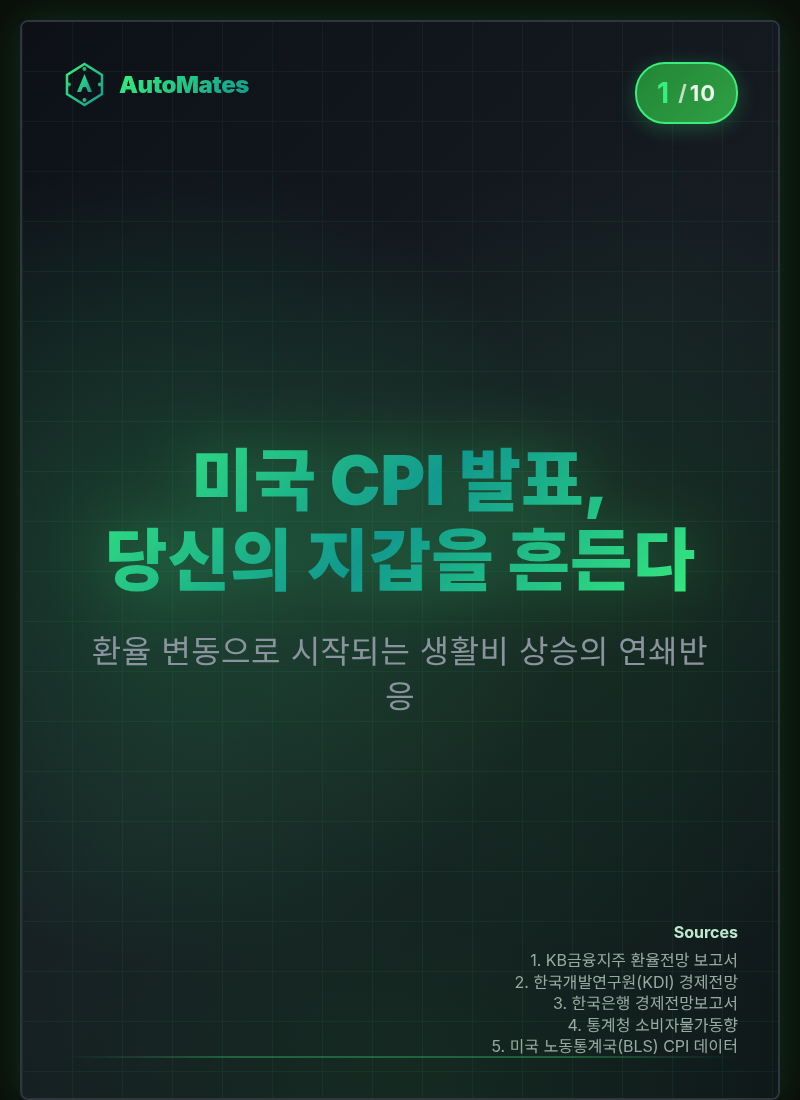 AutoMates
1 / 10
미국 CPI 발표,
당신의 지갑을 흔든다
환율 변동으로 시작되는 생활비 상승의 연쇄반
응
Sources
1. KB금융지주 환율전망 보고서
2. 한국개발연구원(KDI) 경제전망
3. 한국은행 경제전망보고서
4. 통계청 소비자물가동향
5. 미국 노동통계국(BLS) CPI 데이터